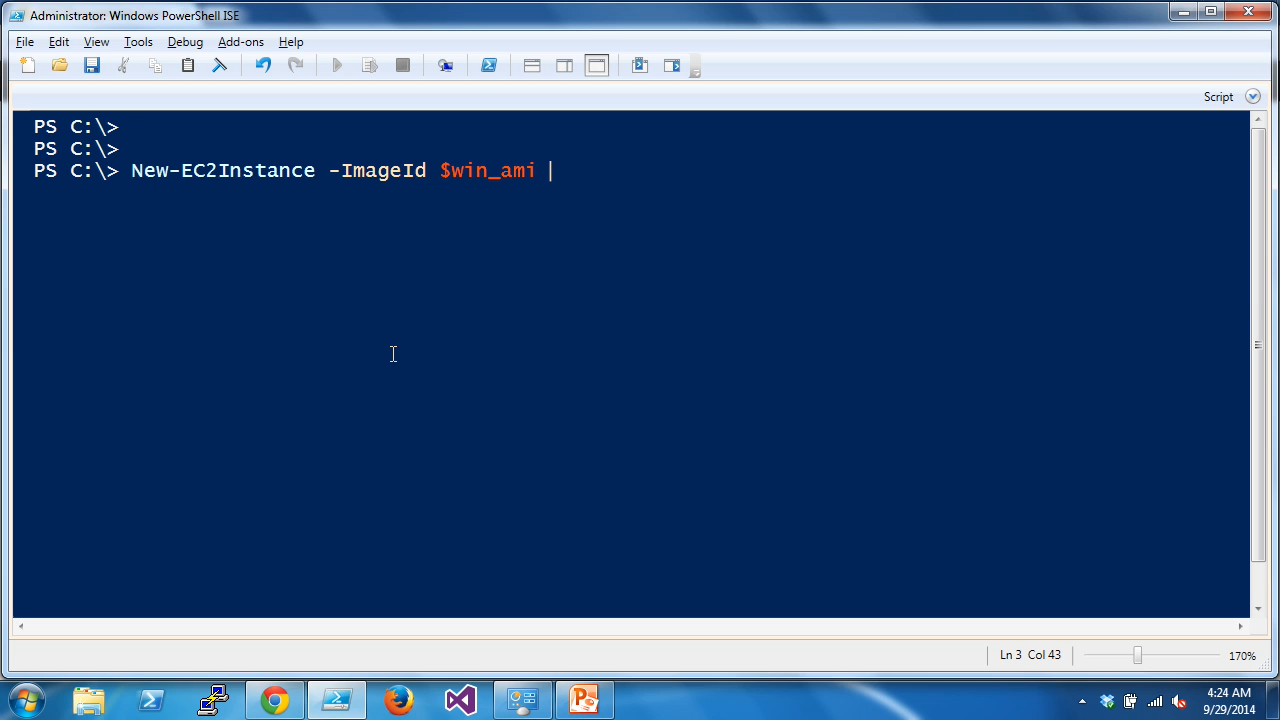 Administrator: Windows PowerShell ISE
File Edit View Tools Debug Add-ons Help
Script
PS C:\>
PS C:\>
PS C:\> New-EC2Instance -ImageId $win_ami
Ln 3 Col 43
170%
4:24 AM
9/29/2014